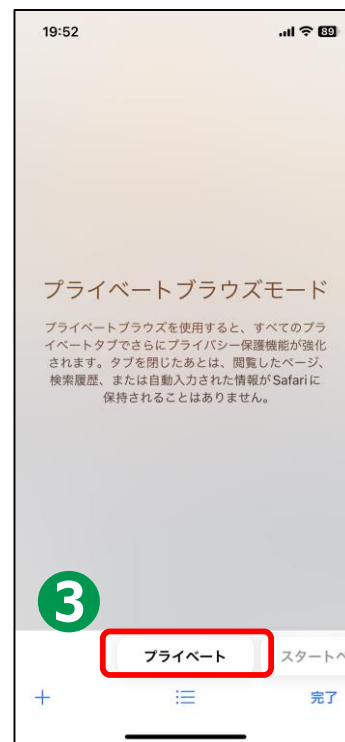 19:52
89
プライベートブラウズモード
プライベートブラウズを使用すると、すべてのプラ
イベートタブでさらにプライバシー保護機能が強化
されます。タブを閉じたあとは、閲覧したページ、
検索履歴、または自動入力された情報がSafariに
保持されることはありません。
3
プライベート
スタートペ
完了